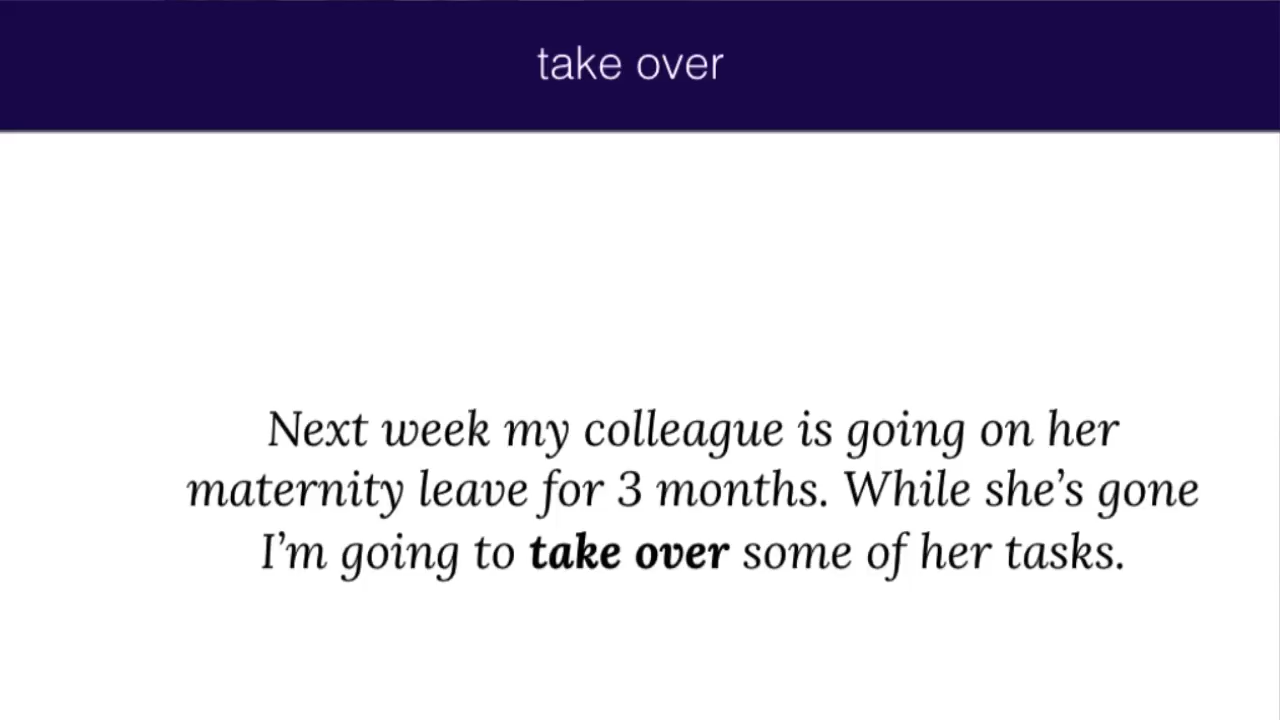 take over
Next week my colleague is going on her
maternity leave for 3 months. While she’s gone
I’m going to take over some of her tasks.